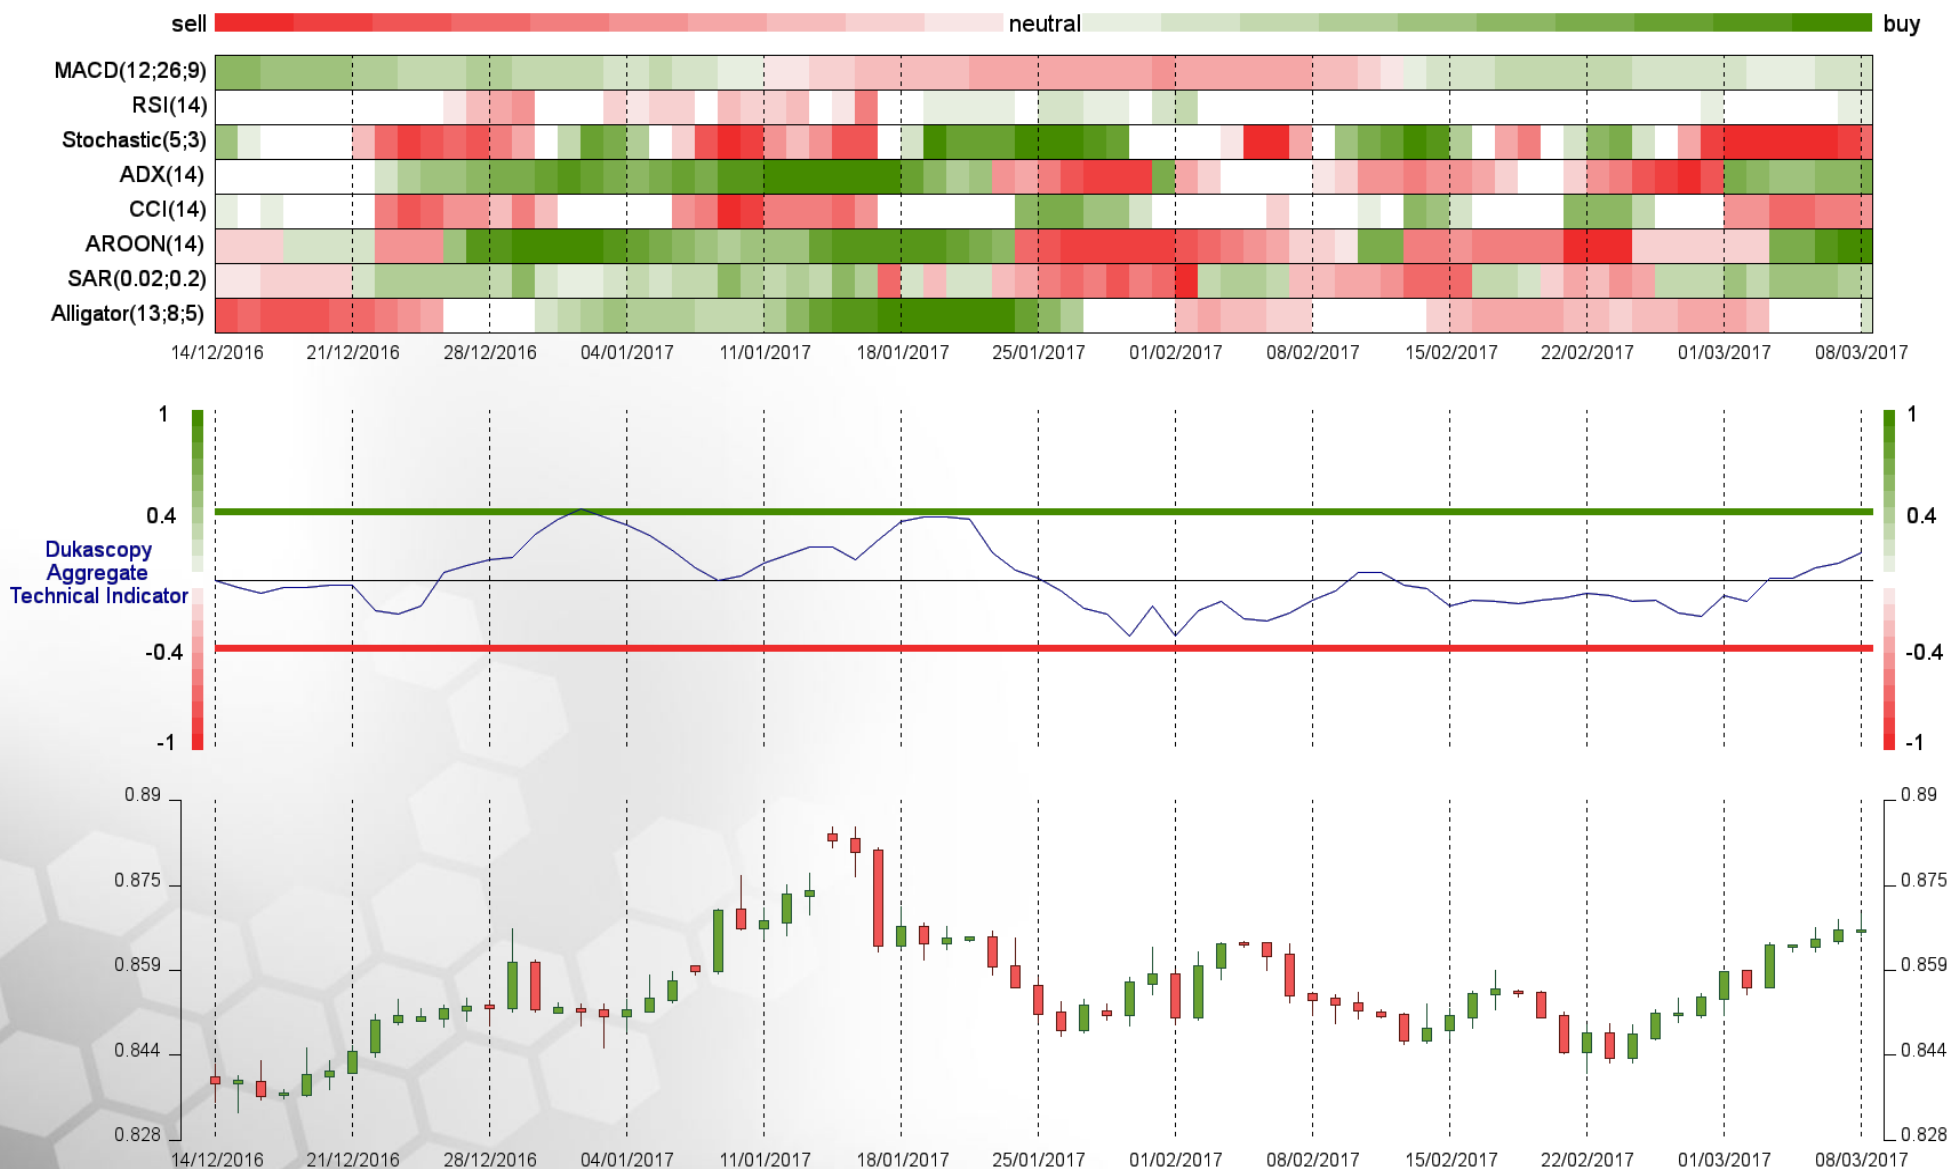 sell neutral buy
MACD(12;26;9)
RSI(14)
Stochastic(5;3)
ADX(14)
CCI(14)
AROON(14)
SAR(0.02;0.2)
Alligator(13;8;5)
14/12/2016 21/12/2016 28/12/2016 04/01/2017 11/01/2017 18/01/2017 25/01/2017 01/02/2017 08/02/2017 15/02/2017 22/02/2017 01/03/2017 08/03/2017
1 1
0.4 0.4
Dukascopy
Aggregate
Technical Indicator
-0.4 -0.4
-1 -1
0.89 0.89
0.875 0.875
0.859 0.859
0.844 0.844
0.828 0.828
14/12/2016 21/12/2016 28/12/2016 04/01/2017 11/01/2017 18/01/2017 25/01/2017 01/02/2017 08/02/2017 15/02/2017 22/02/2017 01/03/2017 08/03/2017